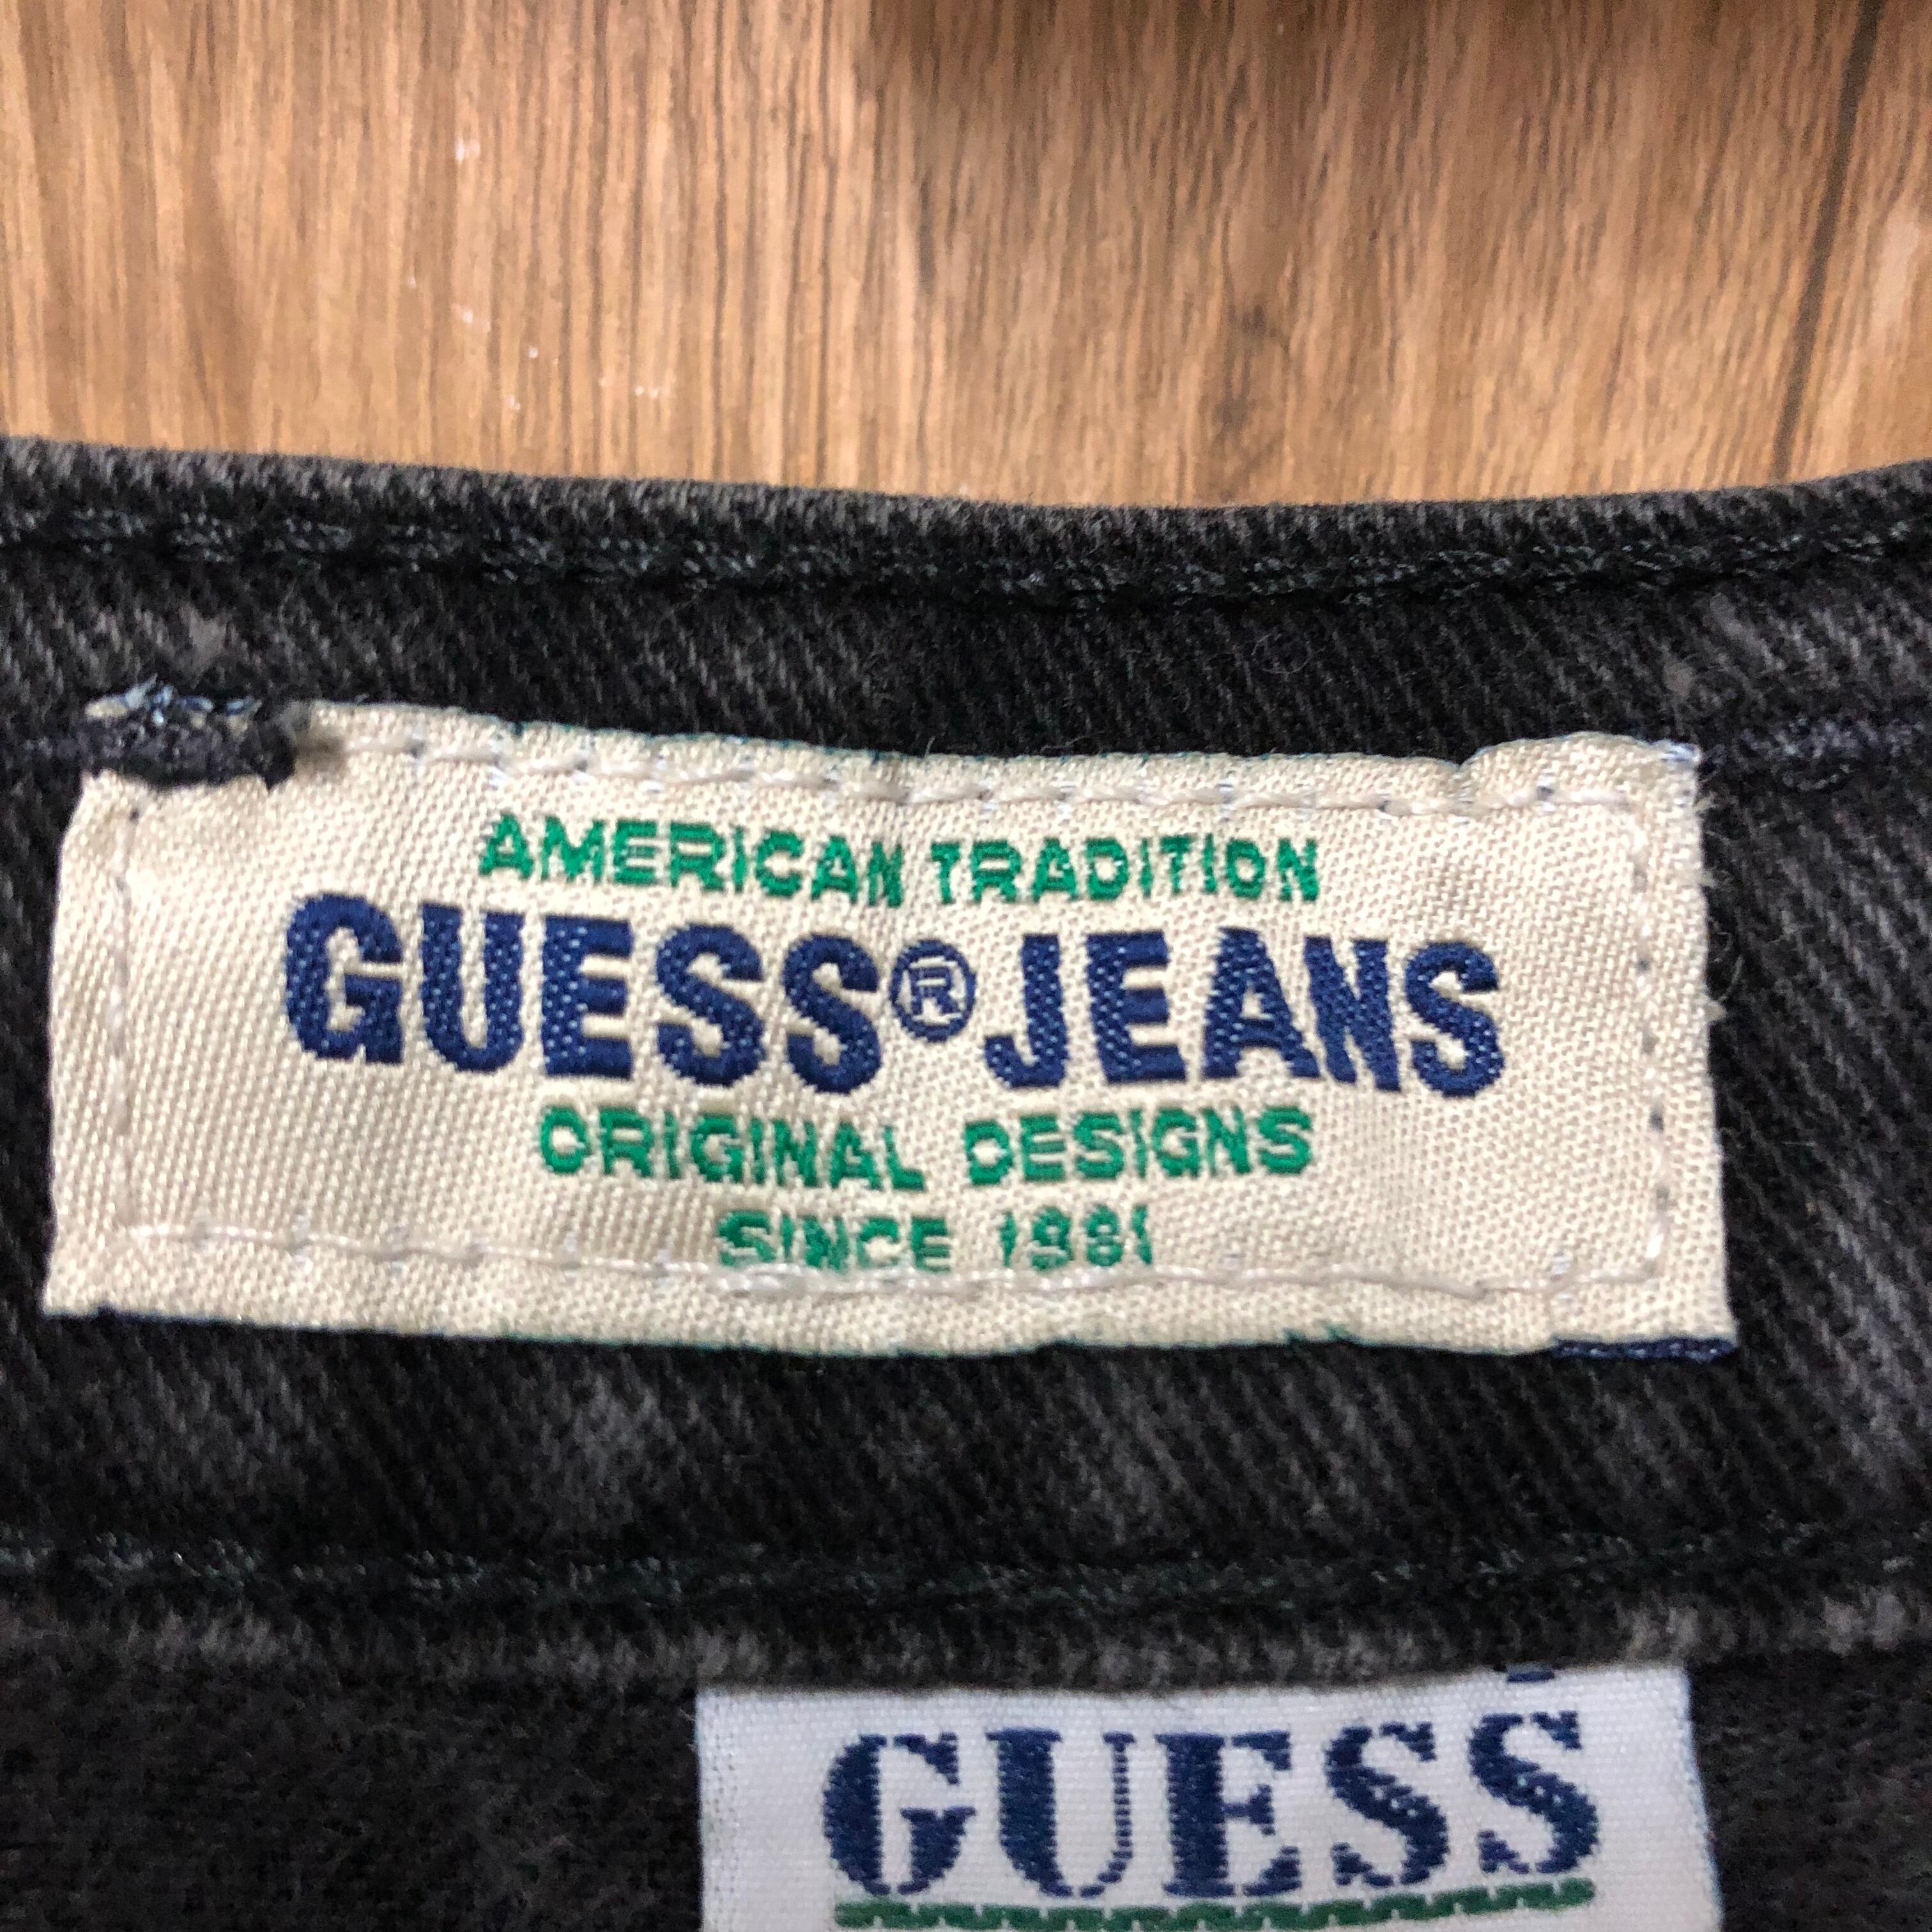 AMERICAN TRADITION
GUESS® JEANS
ORIGINAL DESIGNS
SINCE 1981
GUESS